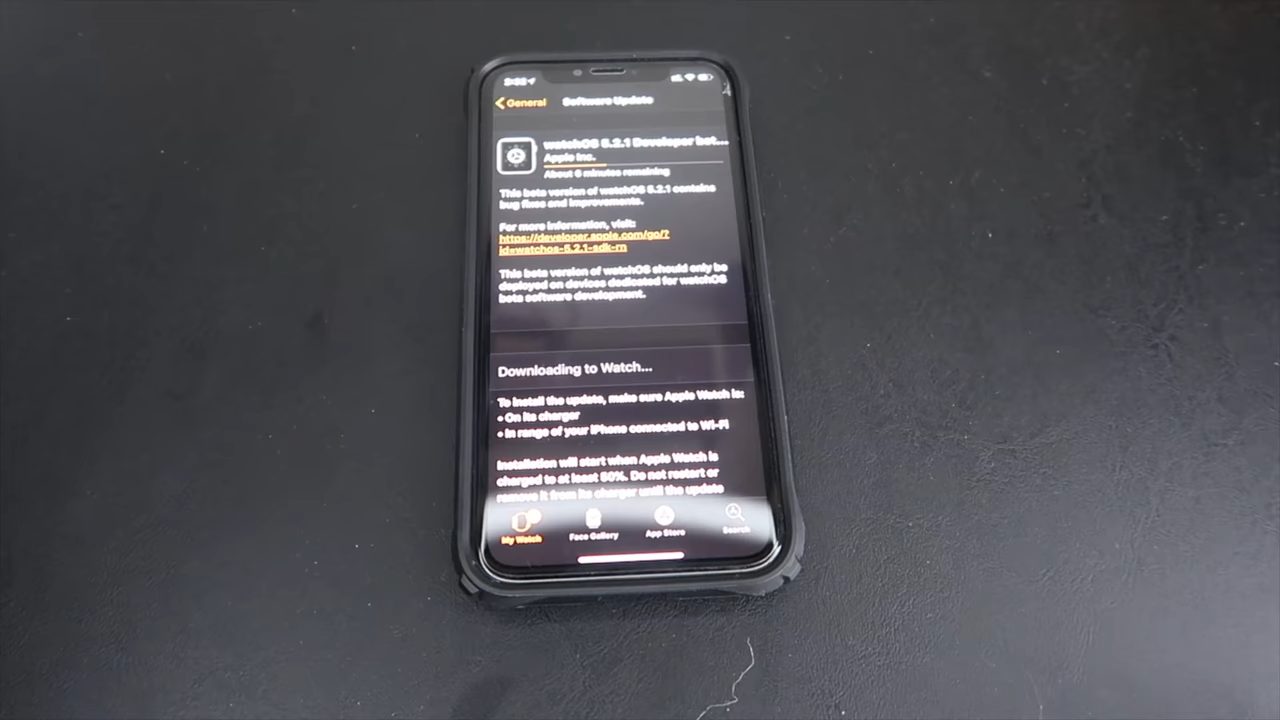 General
Software Update
watchOS 5.2.1 Developer bet...
Apple Inc.
About 6 minutes remaining
This beta version of watchOS 5.2.1 contains
bug fixes and improvements.
For more information, visit:
https://developer.apple.com/go/?
id=watchos-5.2.1-sdk-rn
This beta version of watchOS should only be
deployed on devices dedicated for watchOS
beta software development.
Downloading to Watch...
To install the update, make sure Apple Watch is:
• On its charger
• In range of your iPhone connected to Wi-Fi
Installation will start when Apple Watch is
charged to at least 50%. Do not restart or
remove it from its charger until the update
My Watch
Face Gallery
App Store
Search